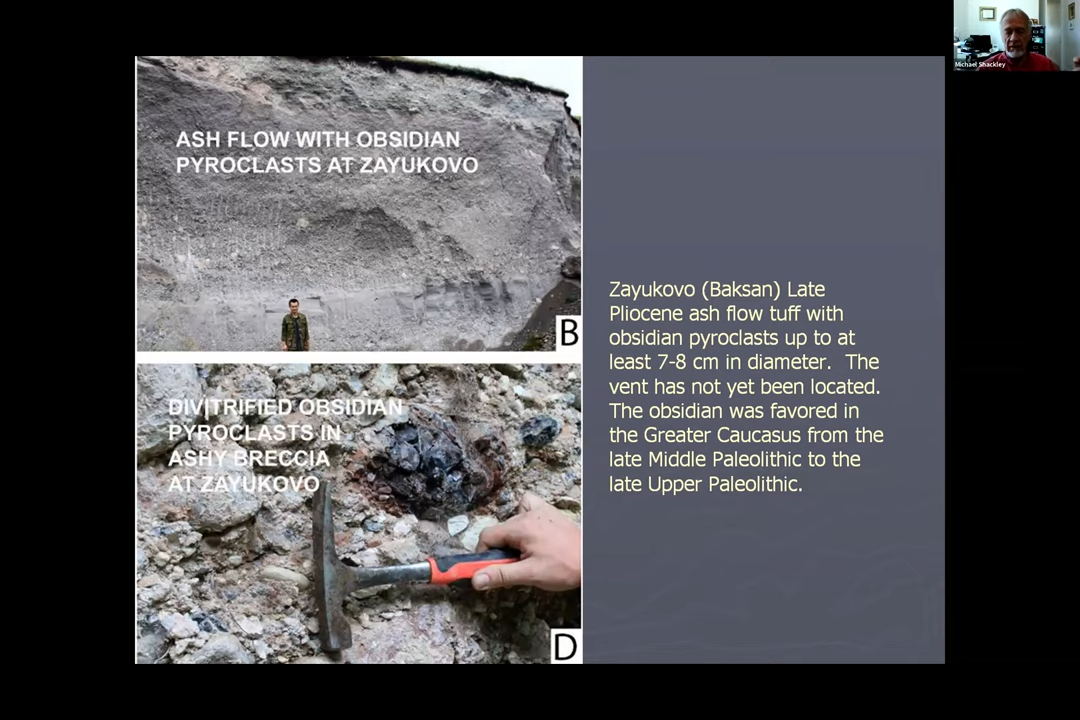 Michael Shackley
ASH FLOW WITH OBSIDIAN
PYROCLASTS AT ZAYUKOVO
B
DIVITRIFIED OBSIDIAN
PYROCLASTS IN
ASHY BRECCIA
AT ZAYUKOVO
D
Zayukovo (Baksan) Late
Pliocene ash flow tuff with
obsidian pyroclasts up to at
least 7-8 cm in diameter.  The
vent has not yet been located.
The obsidian was favored in
the Greater Caucasus from the
late Middle Paleolithic to the
late Upper Paleolithic.